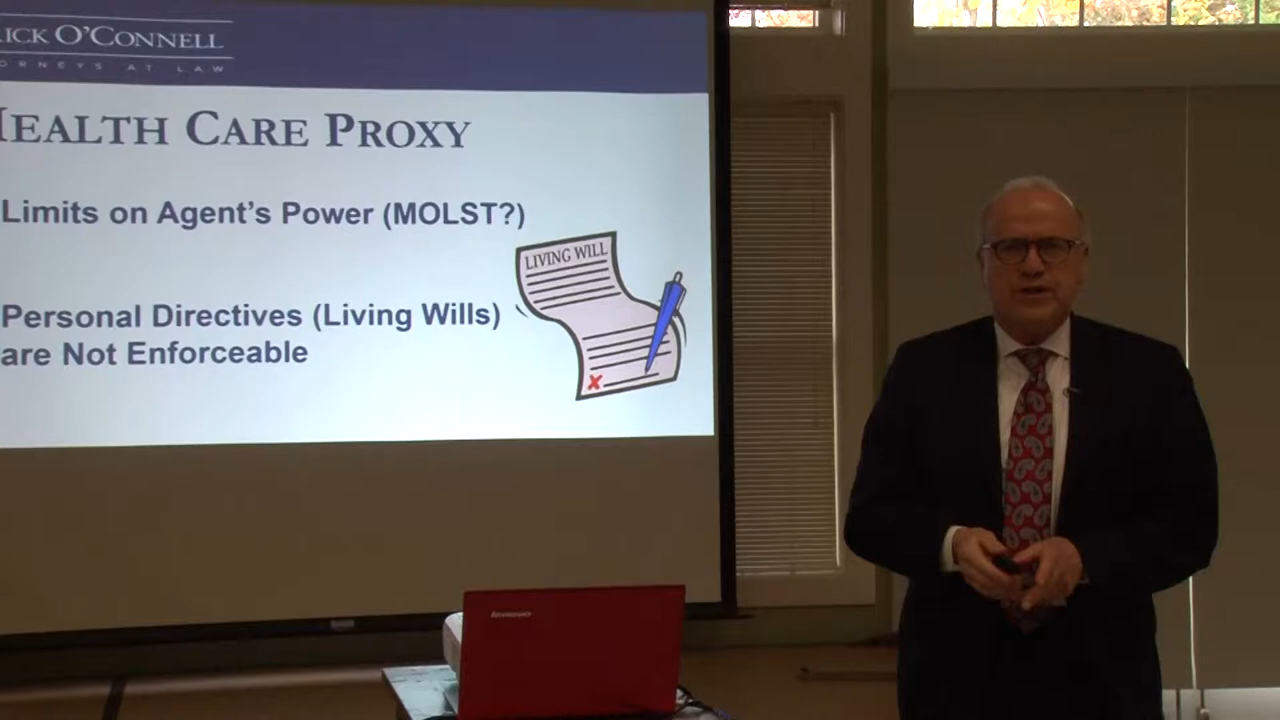 RICK O'CONNELL
ORNEYS AT LAW
HEALTH CARE PROXY
Limits on Agent's Power (MOLST?)
LIVING WILL
Personal Directives (Living Wills)
are Not Enforceable
lenovo